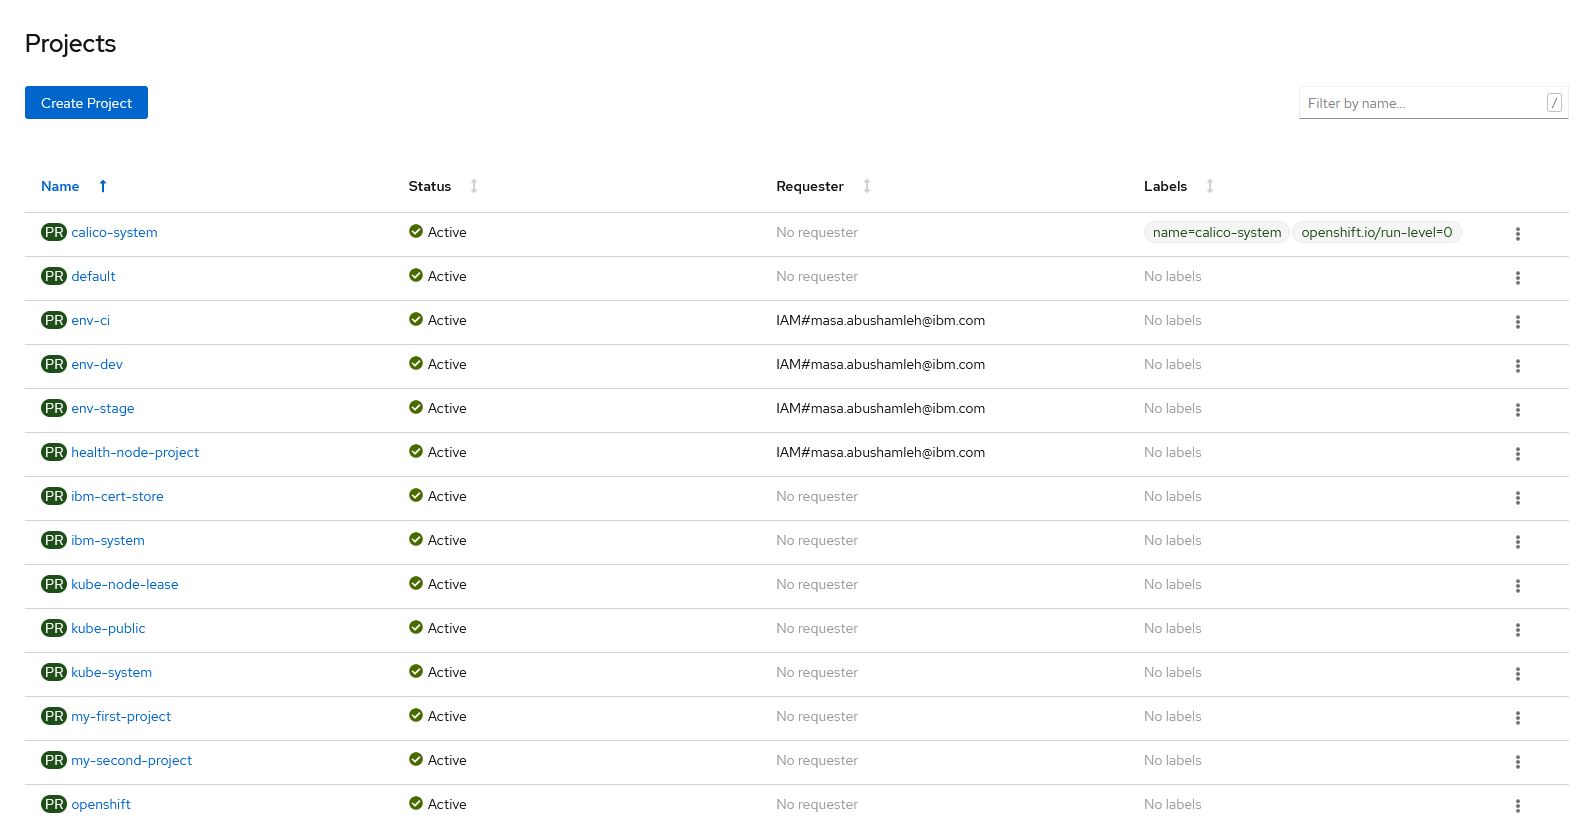 Projects
Create Project
Filter by name...
/
Name Status Requester Labels
PR calico-system Active No requester name=calico-system openshift.io/run-level=0
PR default Active No requester No labels
PR env-ci Active IAM#masa.abushamleh@ibm.com No labels
PR env-dev Active IAM#masa.abushamleh@ibm.com No labels
PR env-stage Active IAM#masa.abushamleh@ibm.com No labels
PR health-node-project Active IAM#masa.abushamleh@ibm.com No labels
PR ibm-cert-store Active No requester No labels
PR ibm-system Active No requester No labels
PR kube-node-lease Active No requester No labels
PR kube-public Active No requester No labels
PR kube-system Active No requester No labels
PR my-first-project Active No requester No labels
PR my-second-project Active No requester No labels
PR openshift Active No requester No labels